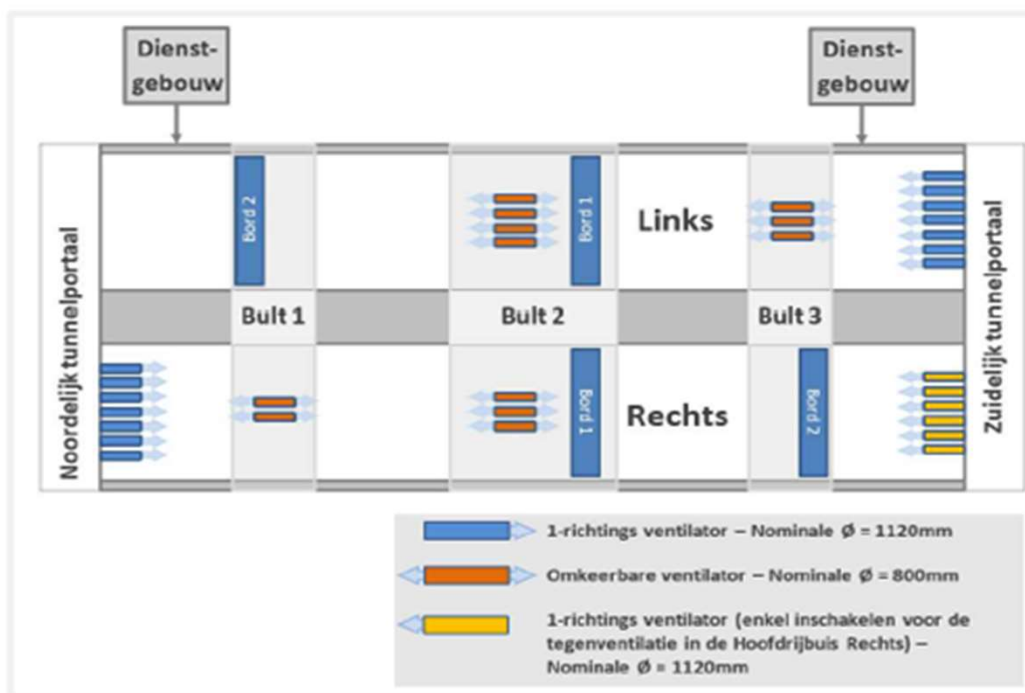 Dienst-
gebouw
Dienst-
gebouw
Noordelijk tunnelportaal
Zuidelijk tunnelportaal
Bord 2
Bord 1
Links
Bult 1
Bult 2
Bult 3
Bord 1
Rechts
Bord 2
1-richtings ventilator – Nominale Ø = 1120mm
Omkeerbare ventilator – Nominale Ø = 800mm
1-richtings ventilator (enkel inschakelen voor de
tegenventilatie in de Hoofdrijbuis Rechts) –
Nominale Ø = 1120mm